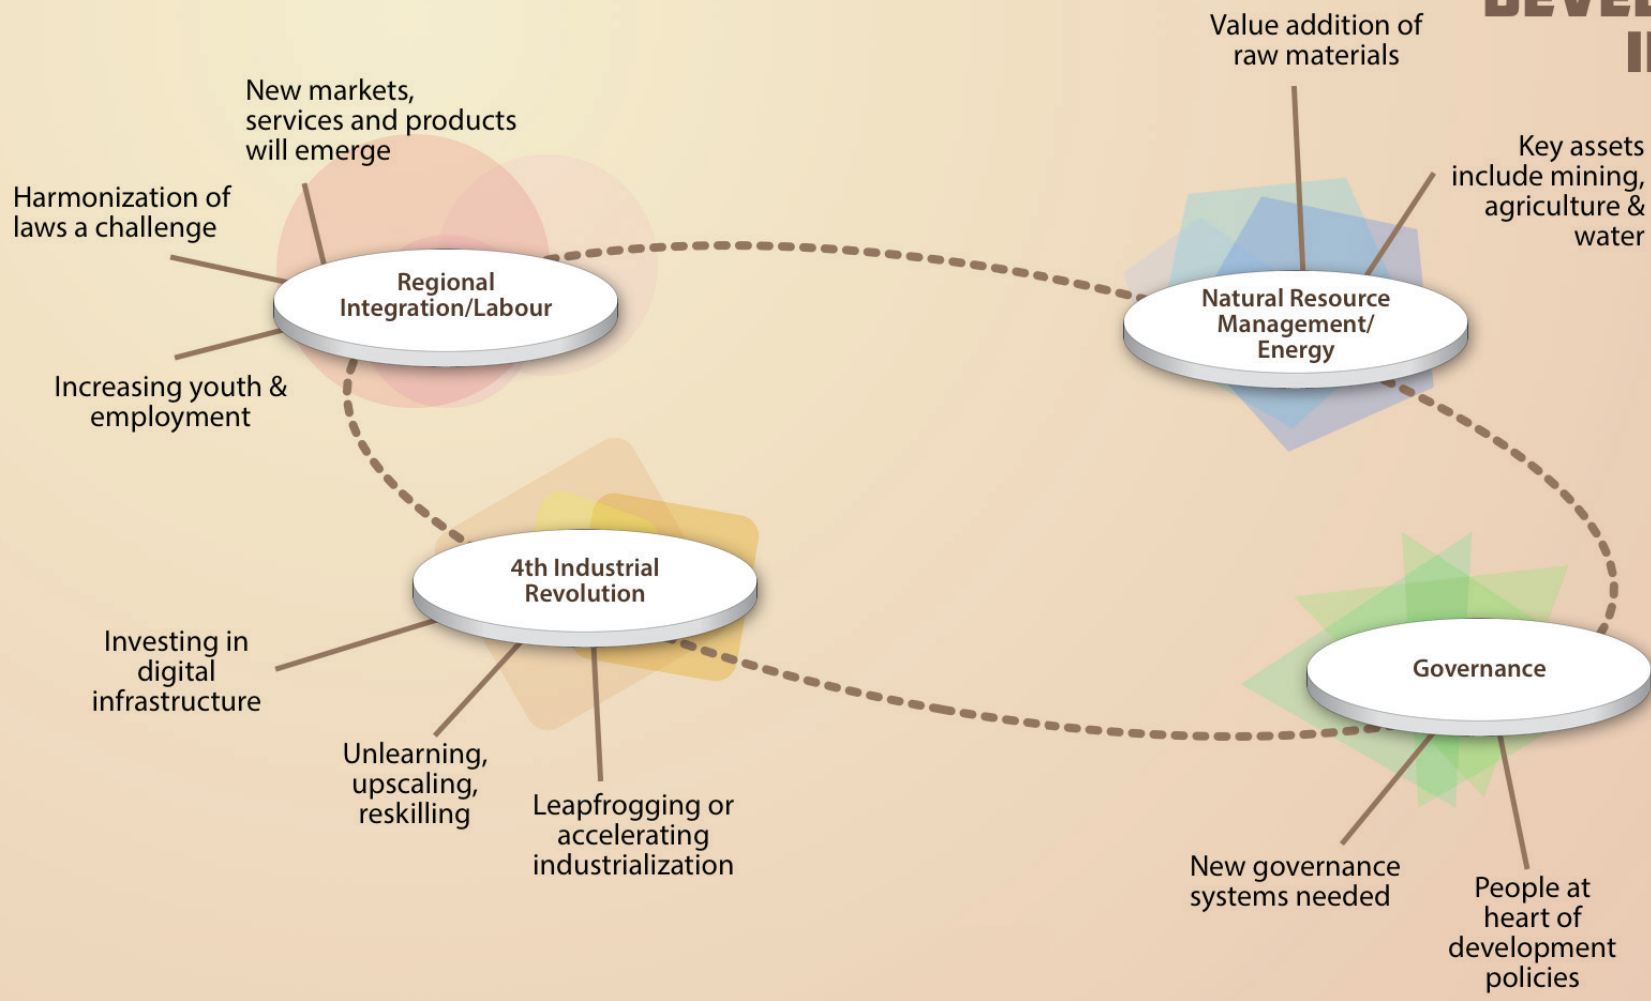 Value addition of
raw materials
New markets,
services and products
will emerge
Key assets
include mining,
agriculture &
water
Harmonization of
laws a challenge
Regional
Integration/Labour
Natural Resource
Management/
Energy
Increasing youth &
employment
4th Industrial
Revolution
Investing in
digital
infrastructure
Governance
Unlearning,
upscaling,
reskilling
Leapfrogging or
accelerating
industrialization
New governance
systems needed
People at
heart of
development
policies